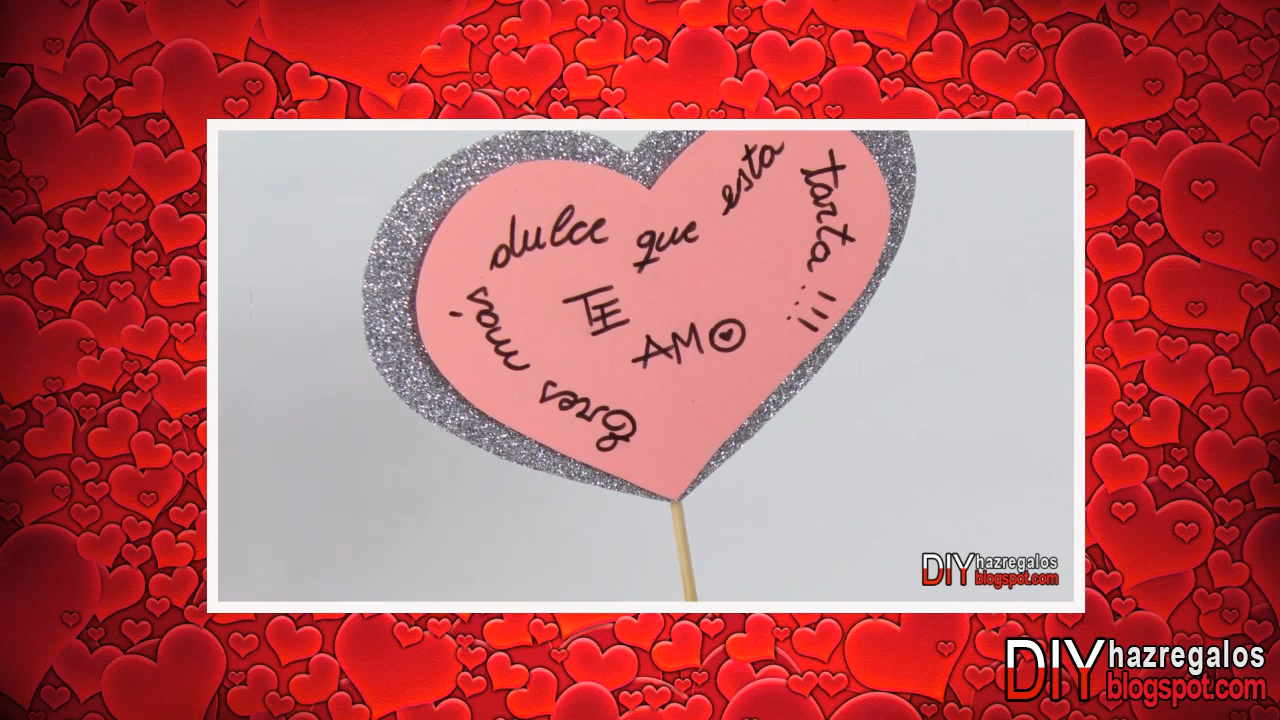 Eres más dulce que esta tarta!!!
TE
AMO
DIY hazregalos
blogspot.com
DIY hazregalos
blogspot.com